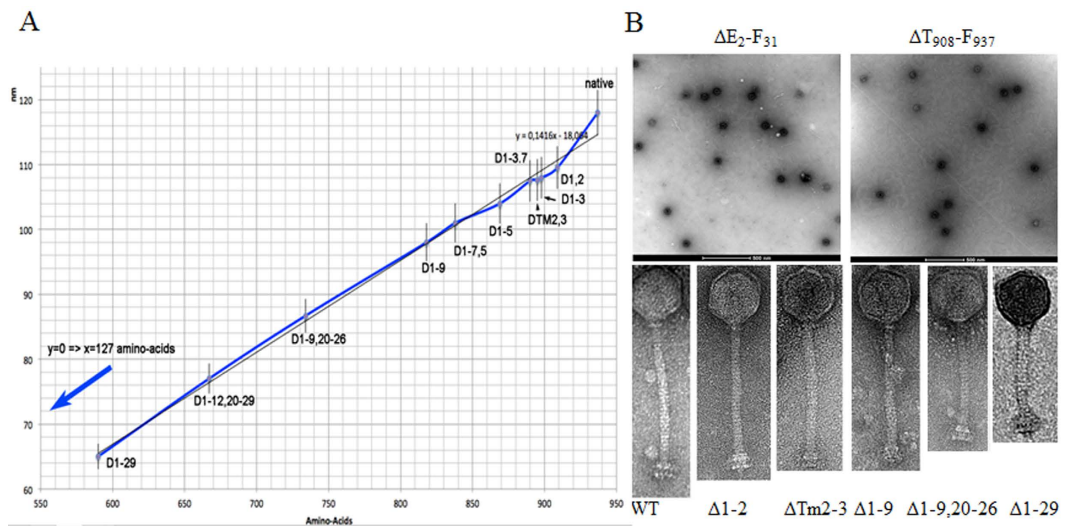 A
nm
120
110
100
90
80
70
60
550 600 650 700 750 800 850 900 950
Amino-Acids
native
y = 0,1416x - 18,064
D1-3.7
D1,2
D1-3
DTM2,3
D1-5
D1-7,5
D1-9
D1-9,20-26
y=0 => x=127 amino-acids
D1-12,20-29
D1-29
B
ΔE2-F31 ΔT908-F937
500 nm 500 nm
WT Δ1-2 ΔTm2-3 Δ1-9 Δ1-9,20-26 Δ1-29